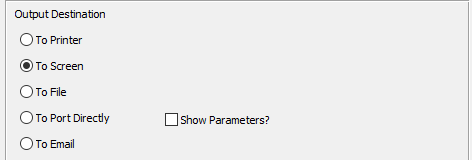 Output Destination
To Printer
To Screen
To File
To Port Directly Show Parameters?
To Email